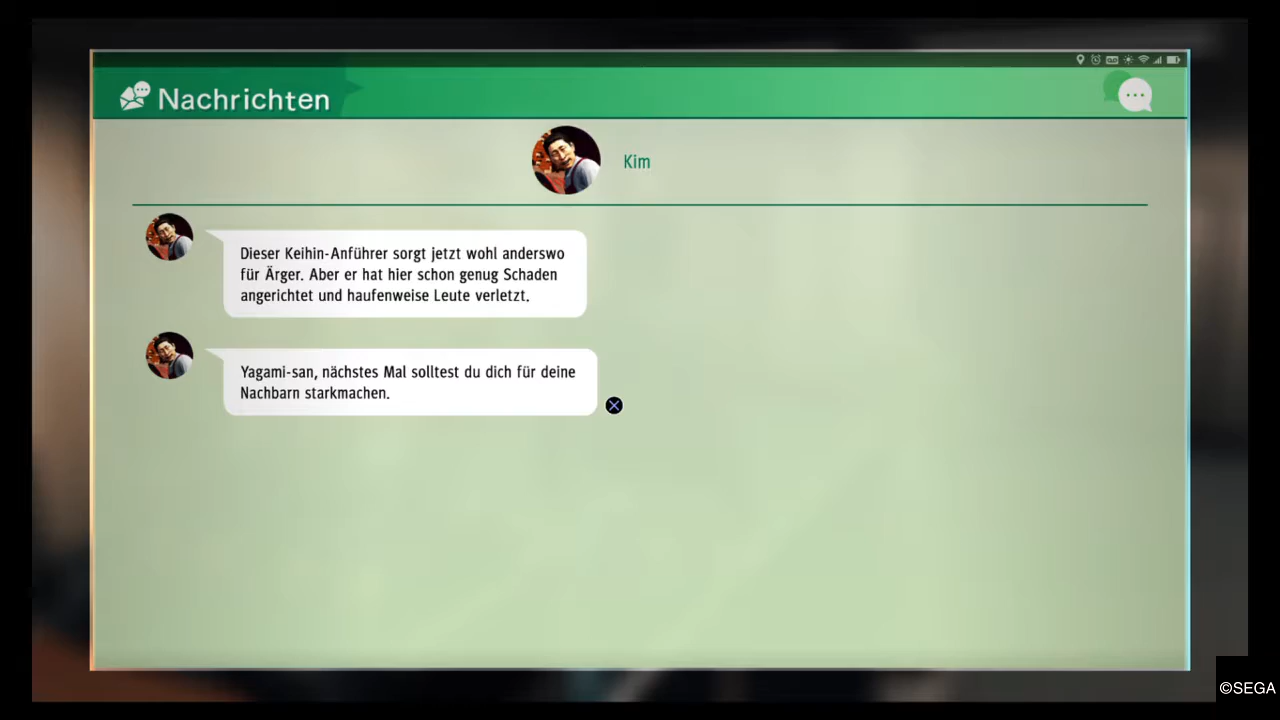 Nachrichten
Kim
Dieser Keihin-Anführer sorgt jetzt wohl anderswo
für Ärger. Aber er hat hier schon genug Schaden
angerichtet und haufenweise Leute verletzt.
Yagami-san, nächstes Mal solltest du dich für deine
Nachbarn starkmachen.
©SEGA